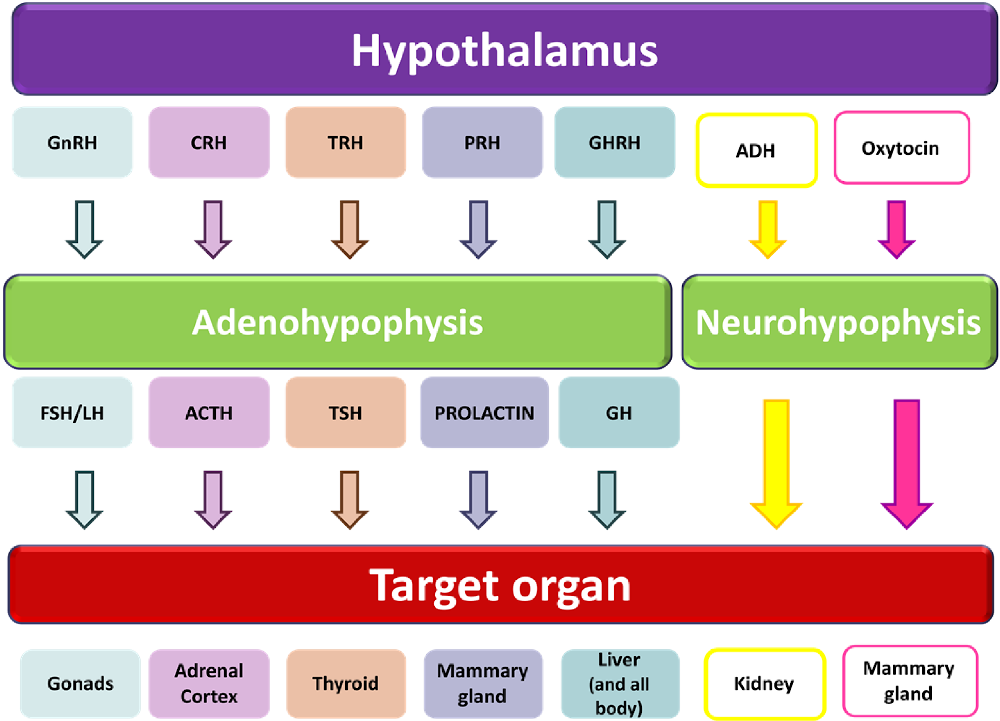 Hypothalamus
GnRH
CRH
TRH
PRH
GHRH
ADH
Oxytocin
Adenohypophysis
Neurohypophysis
FSH/LH
ACTH
TSH
PROLACTIN
GH
Target organ
Gonads
Adrenal
Cortex
Thyroid
Mammary
gland
Liver
(and all
body)
Kidney
Mammary
gland